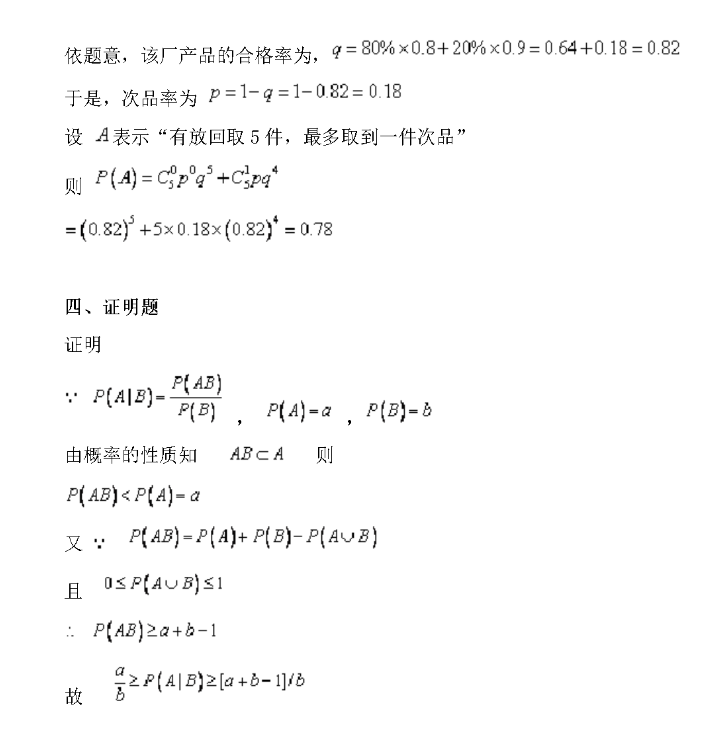 依题意，该厂产品的合格率为，q=80%×0.8+20%×0.9=0.64+0.18=0.82
于是，次品率为 p=1-q=1-0.82=0.18
设 A表示“有放回取5件，最多取到一件次品”
则 P(A)=C₅⁰p⁰q⁵+C₅¹pq⁴
=(0.82)⁵+5×0.18×(0.82)⁴=0.78
四、证明题
证明
∵ P(A|B)=P(AB)/P(B)，P(A)=a，P(B)=b
由概率的性质知 AB⊂A 则
P(AB)<P(A)=a
又∵ P(AB)=P(A)+P(B)-P(A∪B)
且 0≤P(A∪B)≤1
∴ P(AB)≥a+b-1
故 a/b≥P(A|B)≥[a+b-1]/b